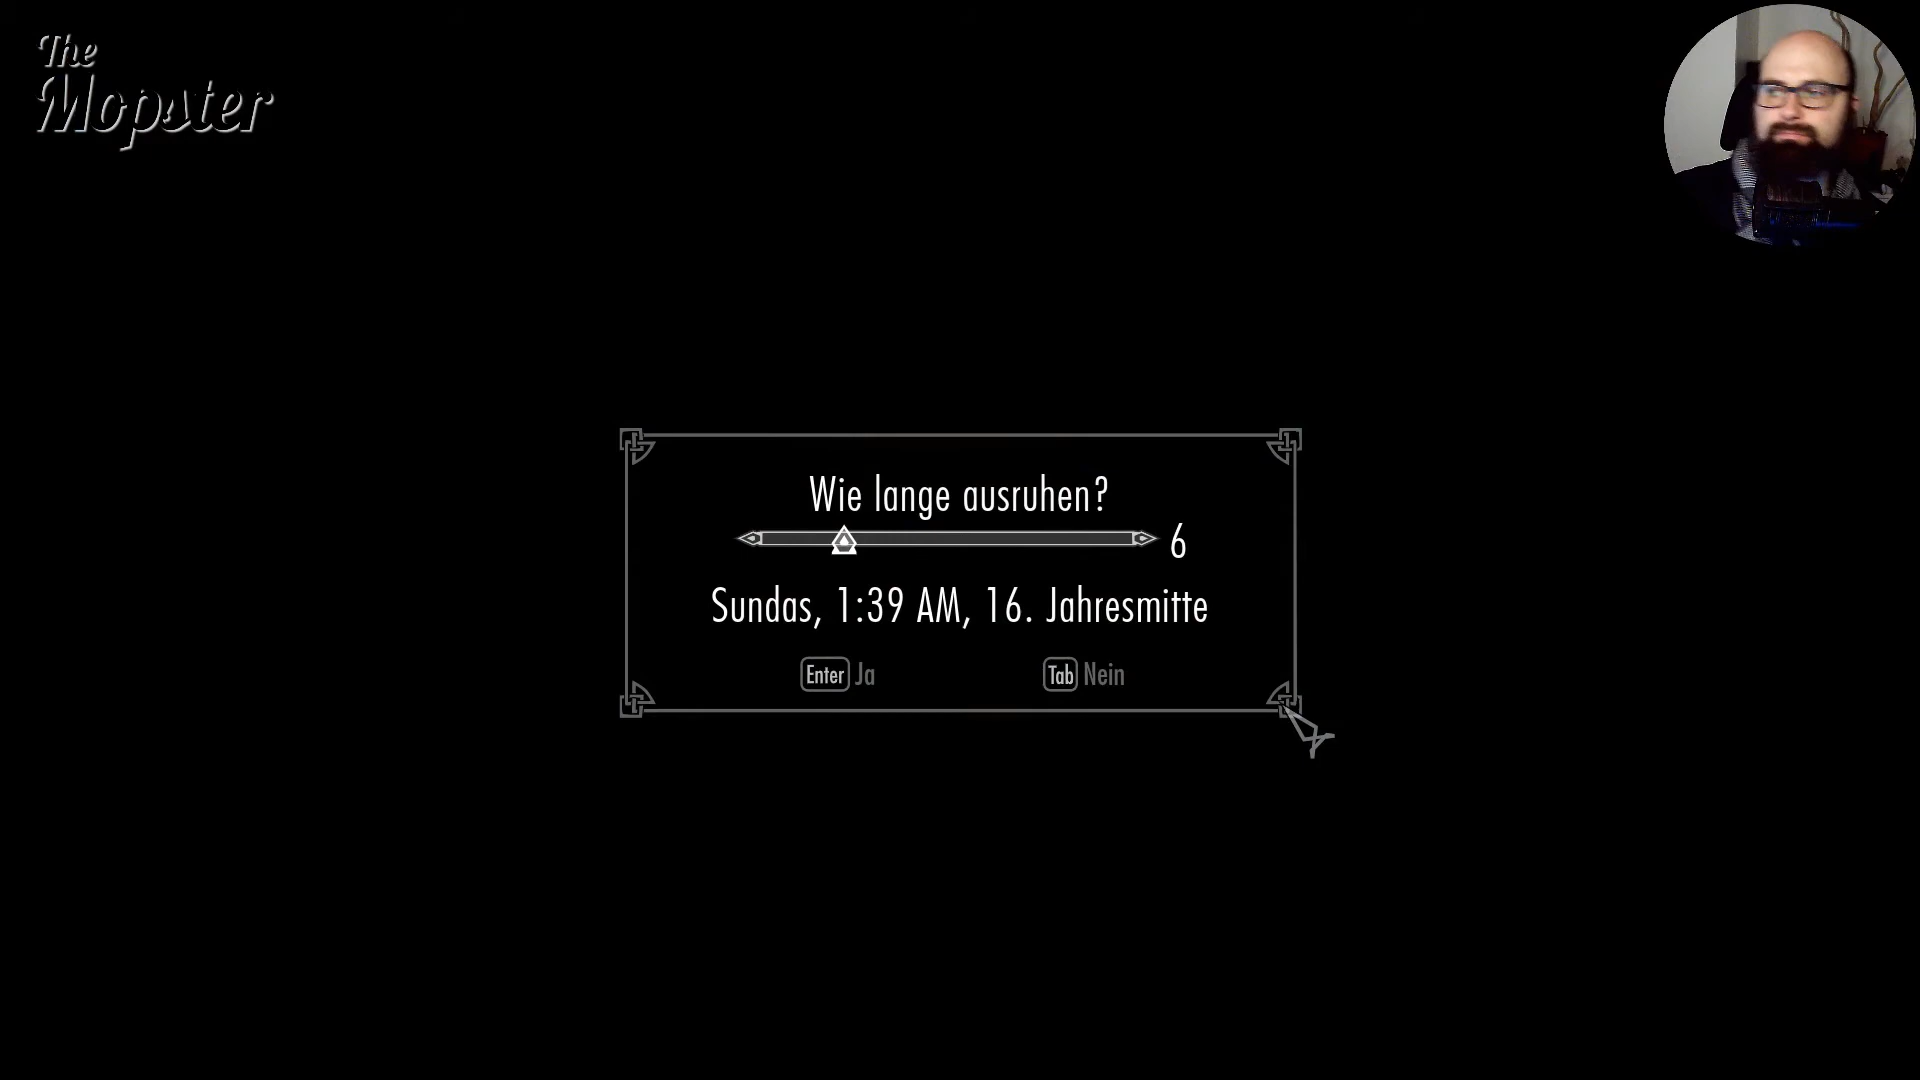 The
Mopster
Wie lange ausruhen?
6
Sundas, 1:39 AM, 16. Jahresmitte
Enter Ja
Tab Nein